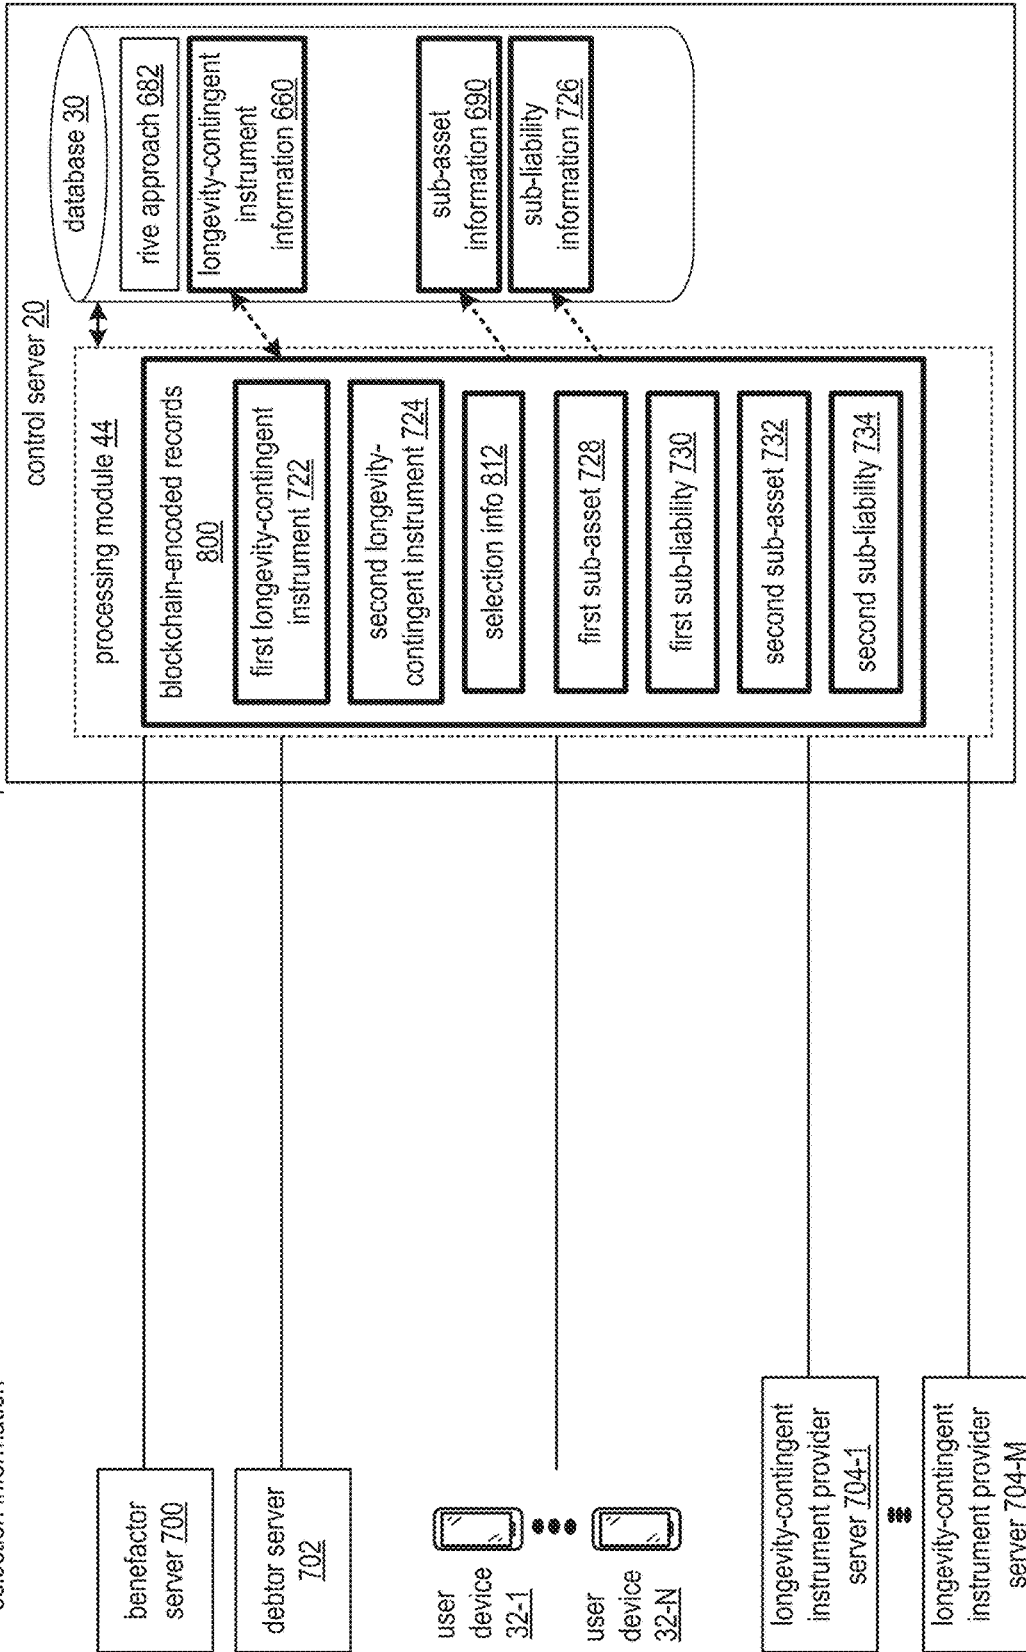 control server 20
database 30
rive approach 682
longevity-contingent
instrument
information 660
sub-asset
information 690
sub-liability
information 726
processing module 44
blockchain-encoded records
800
first longevity-contingent
instrument 722
second longevity-
contingent instrument 724
selection info 812
first sub-asset 728
first sub-liability 730
second sub-asset 732
second sub-liability 734
benefactor
server 700
debtor server
702
user
device
32-1
user
device
32-N
longevity-contingent
instrument provider
server 704-1
longevity-contingent
instrument provider
server 704-M